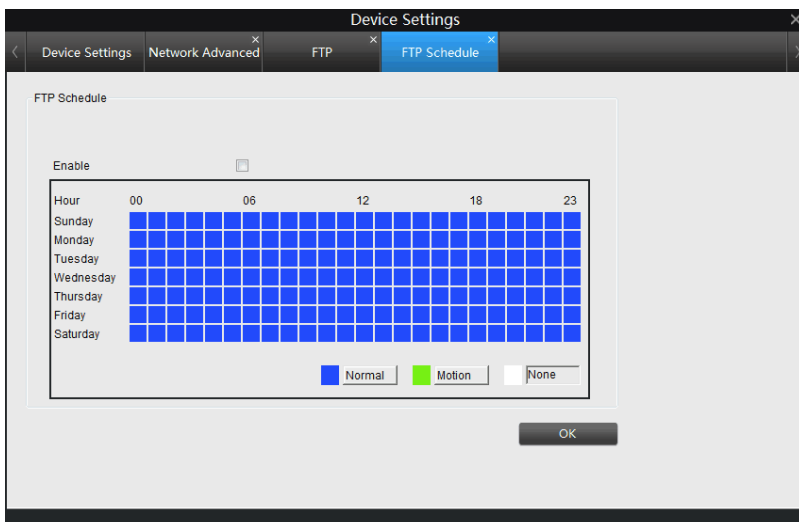 Device Settings
Device Settings Network Advanced FTP FTP Schedule
FTP Schedule
Enable
Hour 00 06 12 18 23
Sunday
Monday
Tuesday
Wednesday
Thursday
Friday
Saturday
Normal Motion None
OK